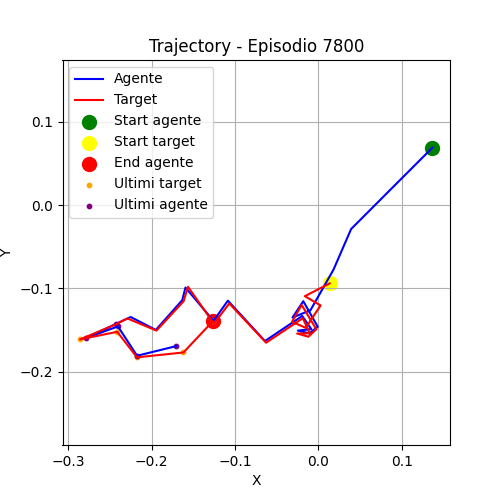 Trajectory - Episodio 7800
Agente
Target
Start agente
Start target
End agente
Ultimi target
Ultimi agente
0.1
0.0
−0.1
−0.2
Y
−0.3
−0.2
−0.1
0.0
0.1
X